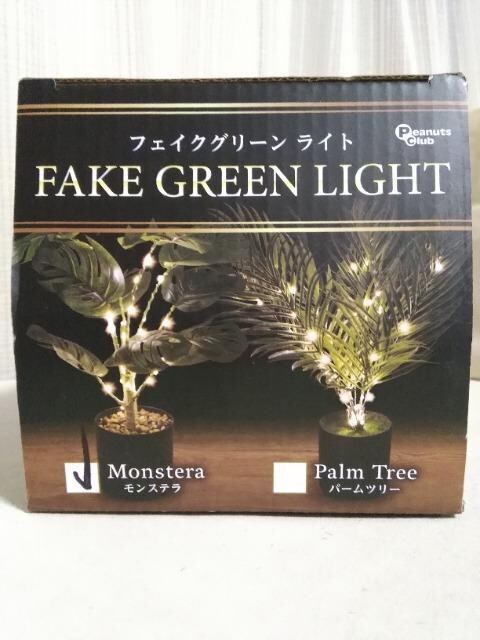 Peanuts
Club
フェイクグリーン ライト
FAKE GREEN LIGHT
Monstera
モンステラ
Palm Tree
パームツリー